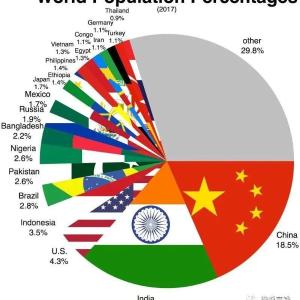 World Population Percentages
(2017)
Thailand
0.9%
Germany
1.1%
Turkey
1.1%
Congo
1.1%
Iran
1.1%
Vietnam
1.3%
Egypt
1.3%
Philippines
1.4%
Ethiopia
1.4%
Japan
1.7%
Mexico
1.7%
Russia
1.9%
Bangladesh
2.2%
Nigeria
2.6%
Pakistan
2.6%
Brazil
2.8%
Indonesia
3.5%
U.S.
4.3%
India
China
18.5%
other
29.8%